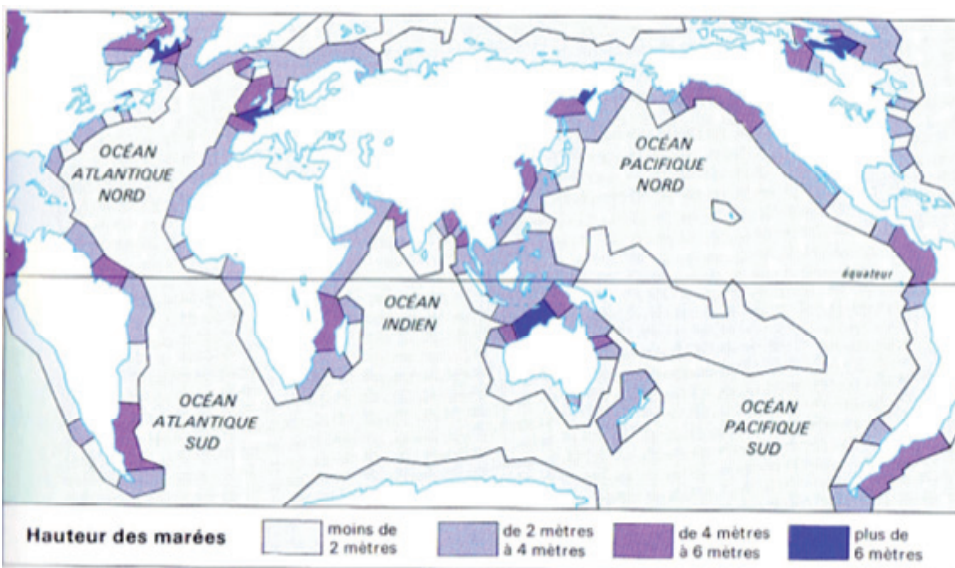 OCÉAN
ATLANTIQUE
NORD
OCÉAN
PACIFIQUE
NORD
équateur
OCÉAN
INDIEN
OCÉAN
ATLANTIQUE
SUD
OCÉAN
PACIFIQUE
SUD
Hauteur des marées
moins de
2 mètres
de 2 mètres
à 4 mètres
de 4 mètres
à 6 mètres
plus de
6 mètres